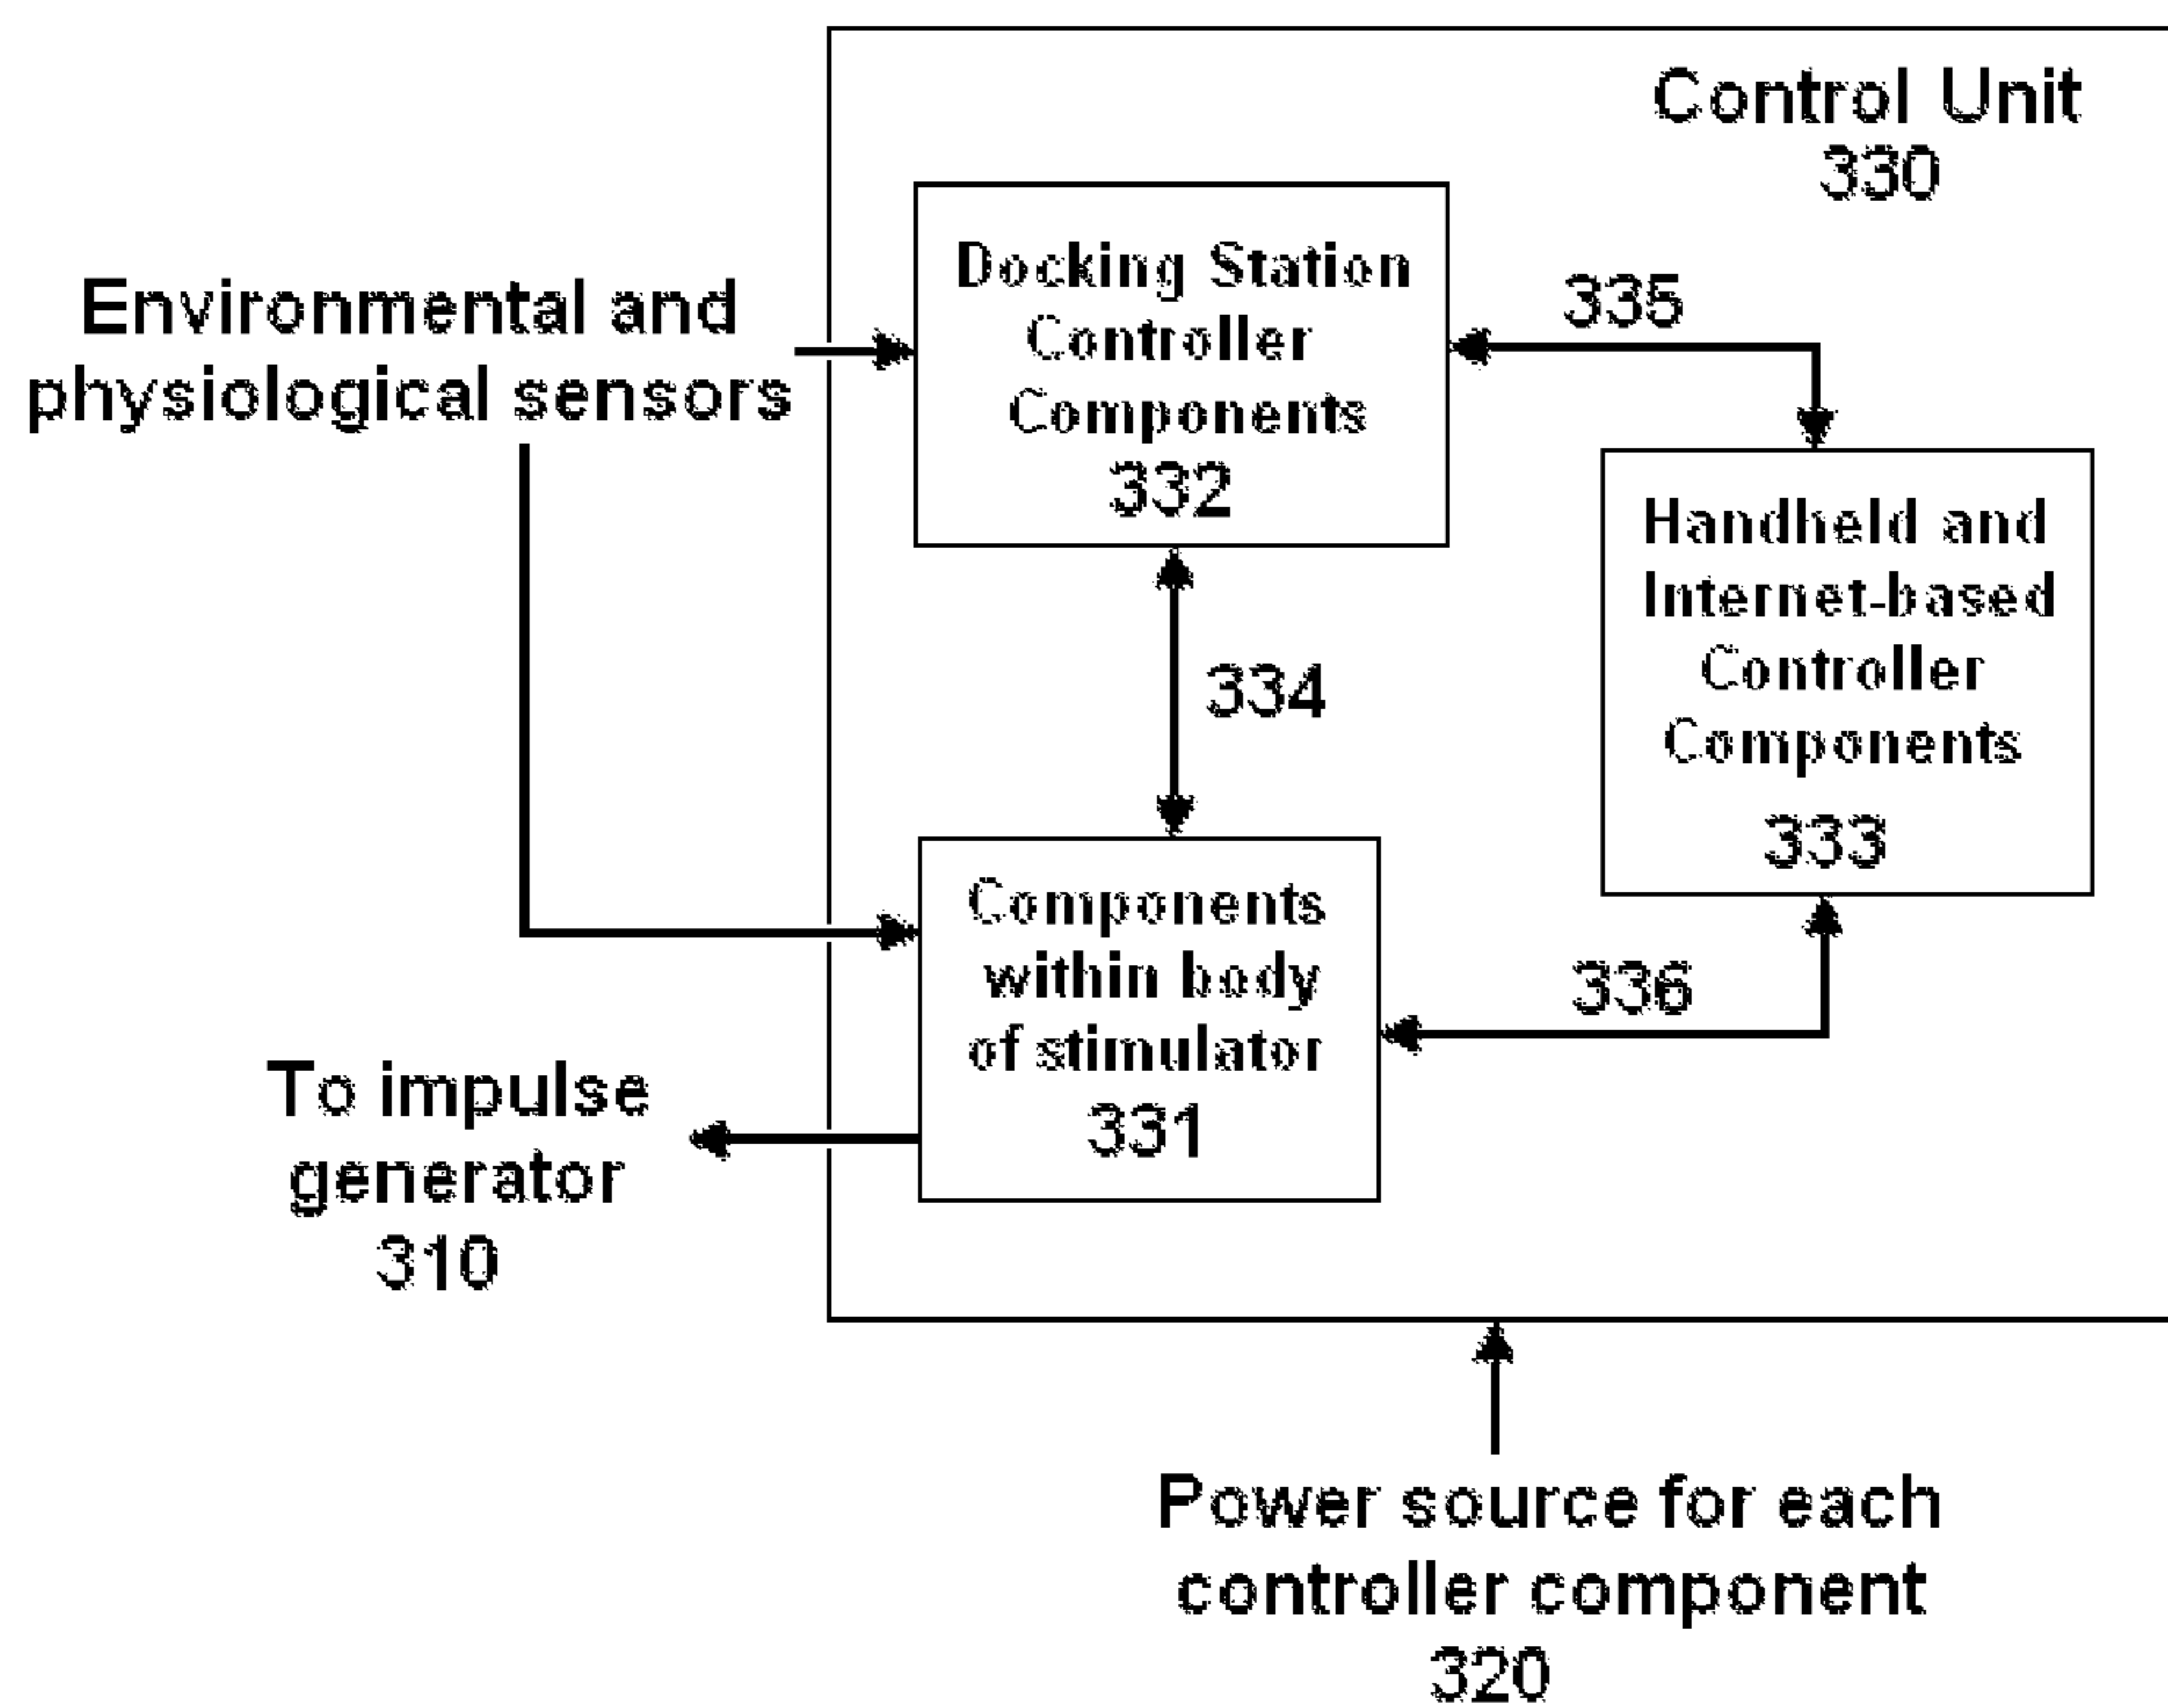 Control Unit
330
Environmental and
physiological sensors
Docking Station
Controller
Components
332
335
Handheld and
Internet-based
Controller
Components
333
334
Components
within body
of stimulator
331
336
To impulse
generator
310
Power source for each
controller component
320